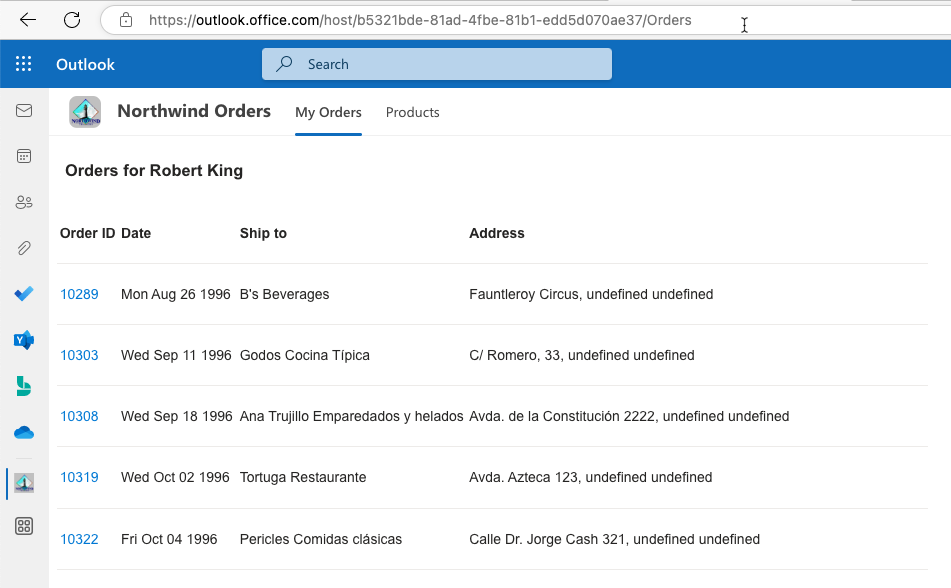 https://outlook.office.com/host/b5321bde-81ad-4fbe-81b1-edd5d070ae37/Orders
Outlook
Search
Northwind Orders My Orders Products
Orders for Robert King
Order ID Date Ship to Address
10289 Mon Aug 26 1996 B's Beverages Fauntleroy Circus, undefined undefined
10303 Wed Sep 11 1996 Godos Cocina Típica C/ Romero, 33, undefined undefined
10308 Wed Sep 18 1996 Ana Trujillo Emparedados y helados Avda. de la Constitución 2222, undefined undefined
10319 Wed Oct 02 1996 Tortuga Restaurante Avda. Azteca 123, undefined undefined
10322 Fri Oct 04 1996 Pericles Comidas clásicas Calle Dr. Jorge Cash 321, undefined undefined